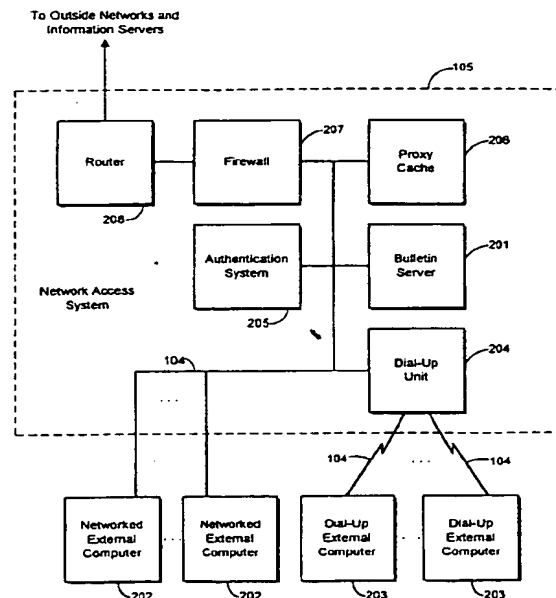 To Outside Networks and
Information Servers
105
207
206
Router
Firewall
Proxy
Cache
208
201
Authentication
System
Bulletin
Server
Network Access
System
205
204
104
Dial-Up
Unit
...
104
...
104
Networked
External
Computer
...
Networked
External
Computer
Dial-Up
External
Computer
...
Dial-Up
External
Computer
202
202
203
203